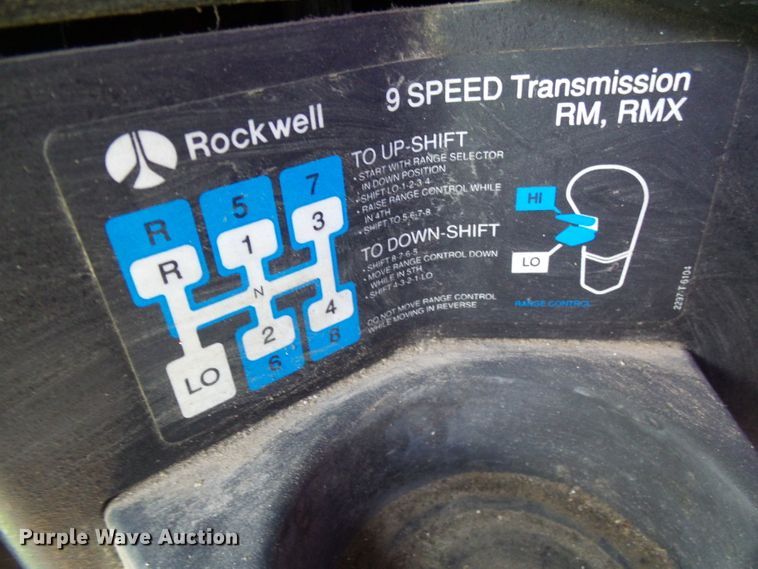 Rockwell
9 SPEED Transmission
RM, RMX
R 5 7
R 1 3
N
LO 2 4
6 8
TO UP-SHIFT
• START WITH RANGE SELECTOR
IN DOWN POSITION
• SHIFT LO-1-2-3-4
• RAISE RANGE CONTROL WHILE
IN 4TH
• SHIFT TO 5-6-7-8
TO DOWN-SHIFT
• SHIFT 8-7-6-5
• MOVE RANGE CONTROL DOWN
WHILE IN 5TH
• SHIFT 4-3-2-1-LO
DO NOT MOVE RANGE CONTROL
WHILE MOVING IN REVERSE
HI
LO
RANGE CONTROL
2297-T-6104
Purple Wave Auction